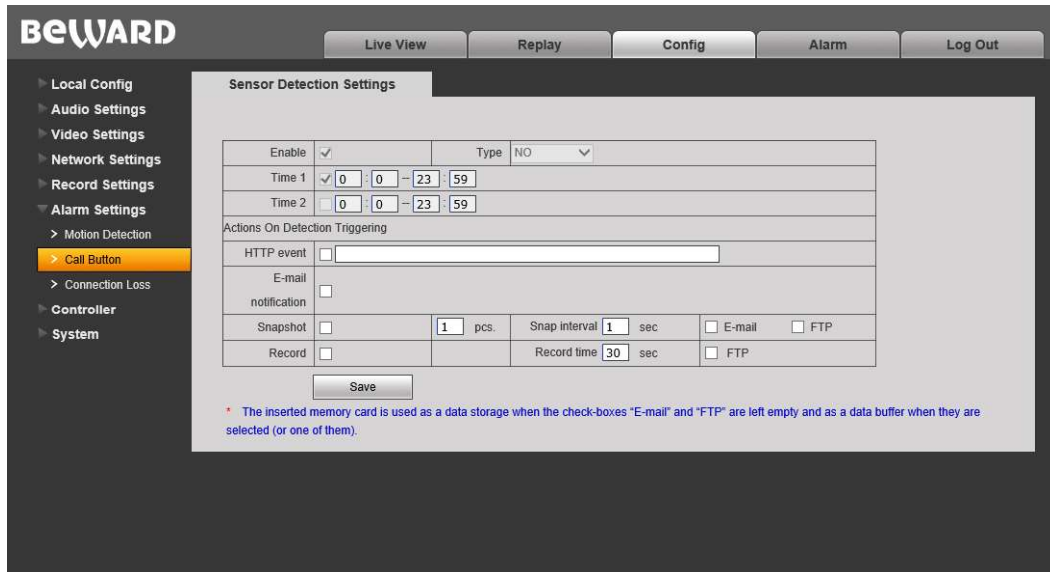 BEWARD
Live View Replay Config Alarm Log Out
Local Config
Audio Settings
Video Settings
Network Settings
Record Settings
Alarm Settings
> Motion Detection
> Call Button
> Connection Loss
Controller
System
Sensor Detection Settings
Enable Type NO
Time 1 0 : 0 – 23 : 59
Time 2 0 : 0 – 23 : 59
Actions On Detection Triggering
HTTP event
E-mail
notification
Snapshot 1 pcs. Snap interval 1 sec E-mail FTP
Record Record time 30 sec FTP
Save
* The inserted memory card is used as a data storage when the check-boxes “E-mail” and “FTP” are left empty and as a data buffer when they are
selected (or one of them).